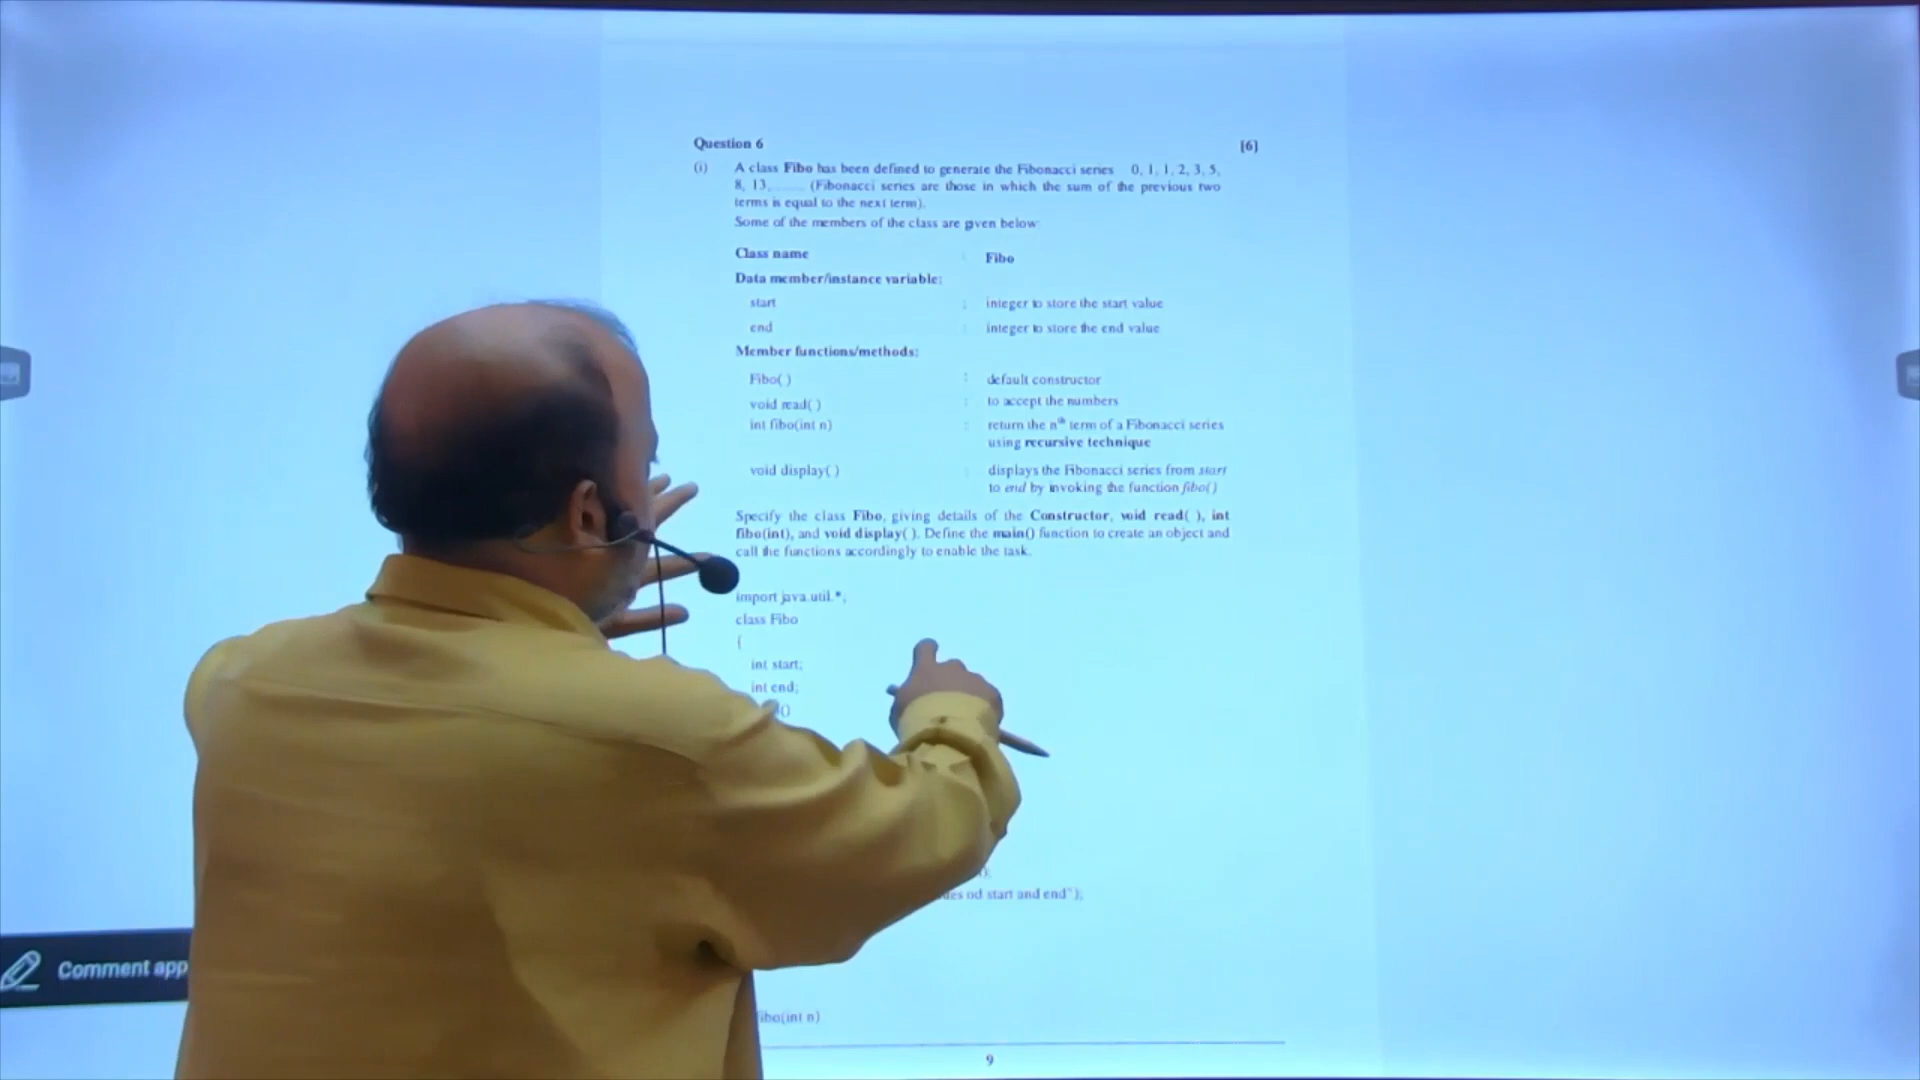 Question 6 [6]
(i) A class Fibo has been defined to generate the Fibonacci series 0, 1, 1, 2, 3, 5,
8, 13, ....... (Fibonacci series are those in which the sum of the previous two
terms is equal to the next term).
Some of the members of the class are given below:
Class name : Fibo
Data member/instance variable:
start : integer to store the start value
end : integer to store the end value
Member functions/methods:
Fibo( ) : default constructor
void read( ) : to accept the numbers
int fibo(int n) : return the nth term of a Fibonacci series
using recursive technique
void display( ) : displays the Fibonacci series from start
to end by invoking the function fibo()
Specify the class Fibo, giving details of the Constructor, void read( ), int
fibo(int), and void display( ). Define the main() function to create an object and
call the functions accordingly to enable the task.
import java.util.*;
class Fibo
{
int start;
int end;
()
);
od start and end");
fibo(int n)
9
Comment app